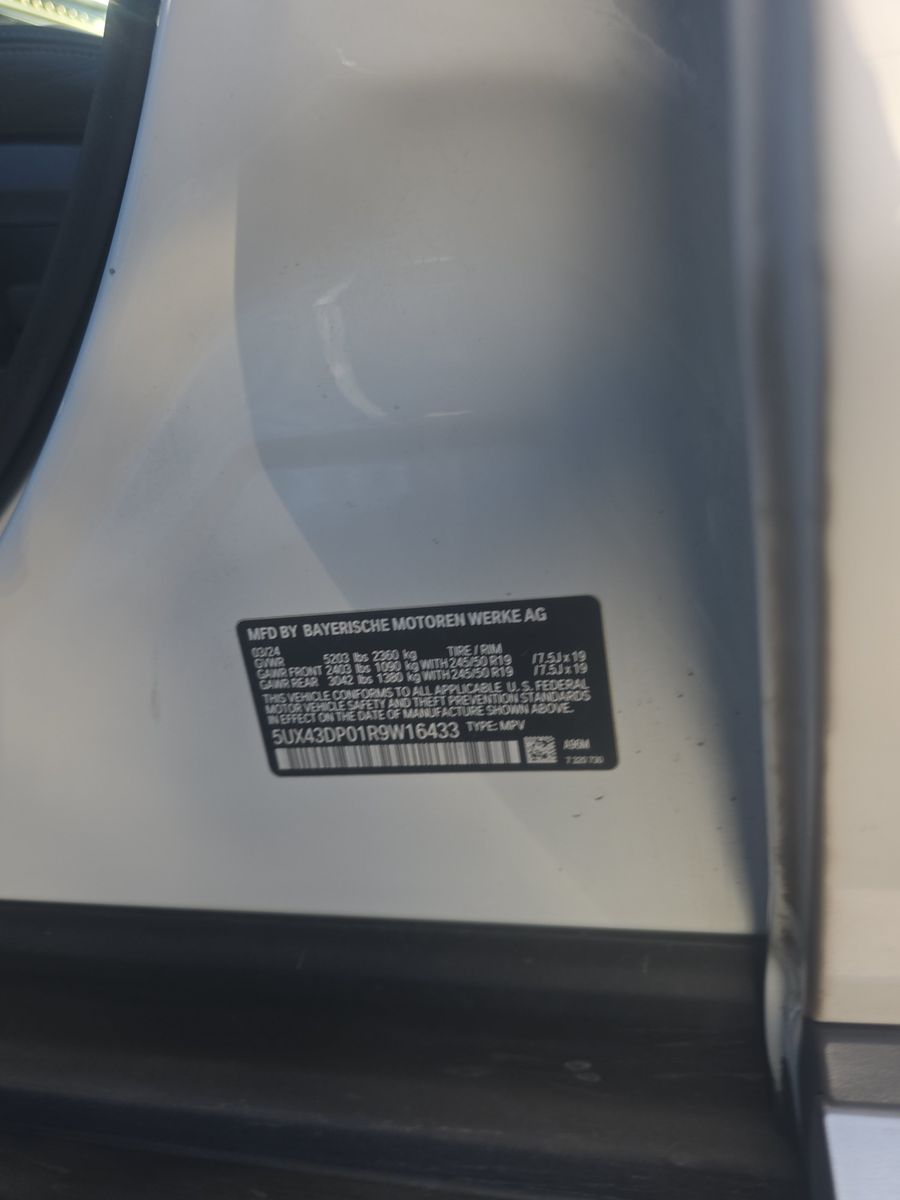 MFD BY BAYERISCHE MOTOREN WERKE AG
03/24 TIRE / RIM
GVWR 5203 lbs 2360 kg
GAWR FRONT 2403 lbs 1090 kg WITH 245/50 R19 /7.5J x 19
GAWR REAR 3042 lbs 1380 kg WITH 245/50 R19 /7.5J x 19
THIS VEHICLE CONFORMS TO ALL APPLICABLE U.S. FEDERAL
MOTOR VEHICLE SAFETY AND THEFT PREVENTION STANDARDS
IN EFFECT ON THE DATE OF MANUFACTURE SHOWN ABOVE.
5UX43DP01R9W16433 TYPE: MPV
A96M
7 320 730